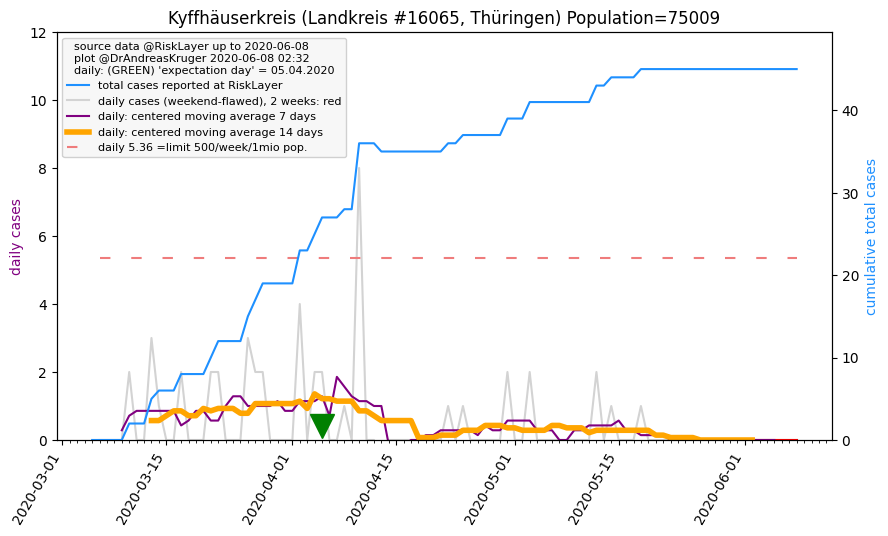 Kyffhäuserkreis (Landkreis #16065, Thüringen) Population=75009
source data @RiskLayer up to 2020-06-08
plot @DrAndreasKruger 2020-06-08 02:32
daily: (GREEN) 'expectation day' = 05.04.2020
total cases reported at RiskLayer
daily cases (weekend-flawed), 2 weeks: red
daily: centered moving average 7 days
daily: centered moving average 14 days
daily 5.36 =limit 500/week/1mio pop.
daily cases
12
10
8
6
4
2
0
cumulative total cases
40
30
20
10
0
2020-03-01
2020-03-15
2020-04-01
2020-04-15
2020-05-01
2020-05-15
2020-06-01